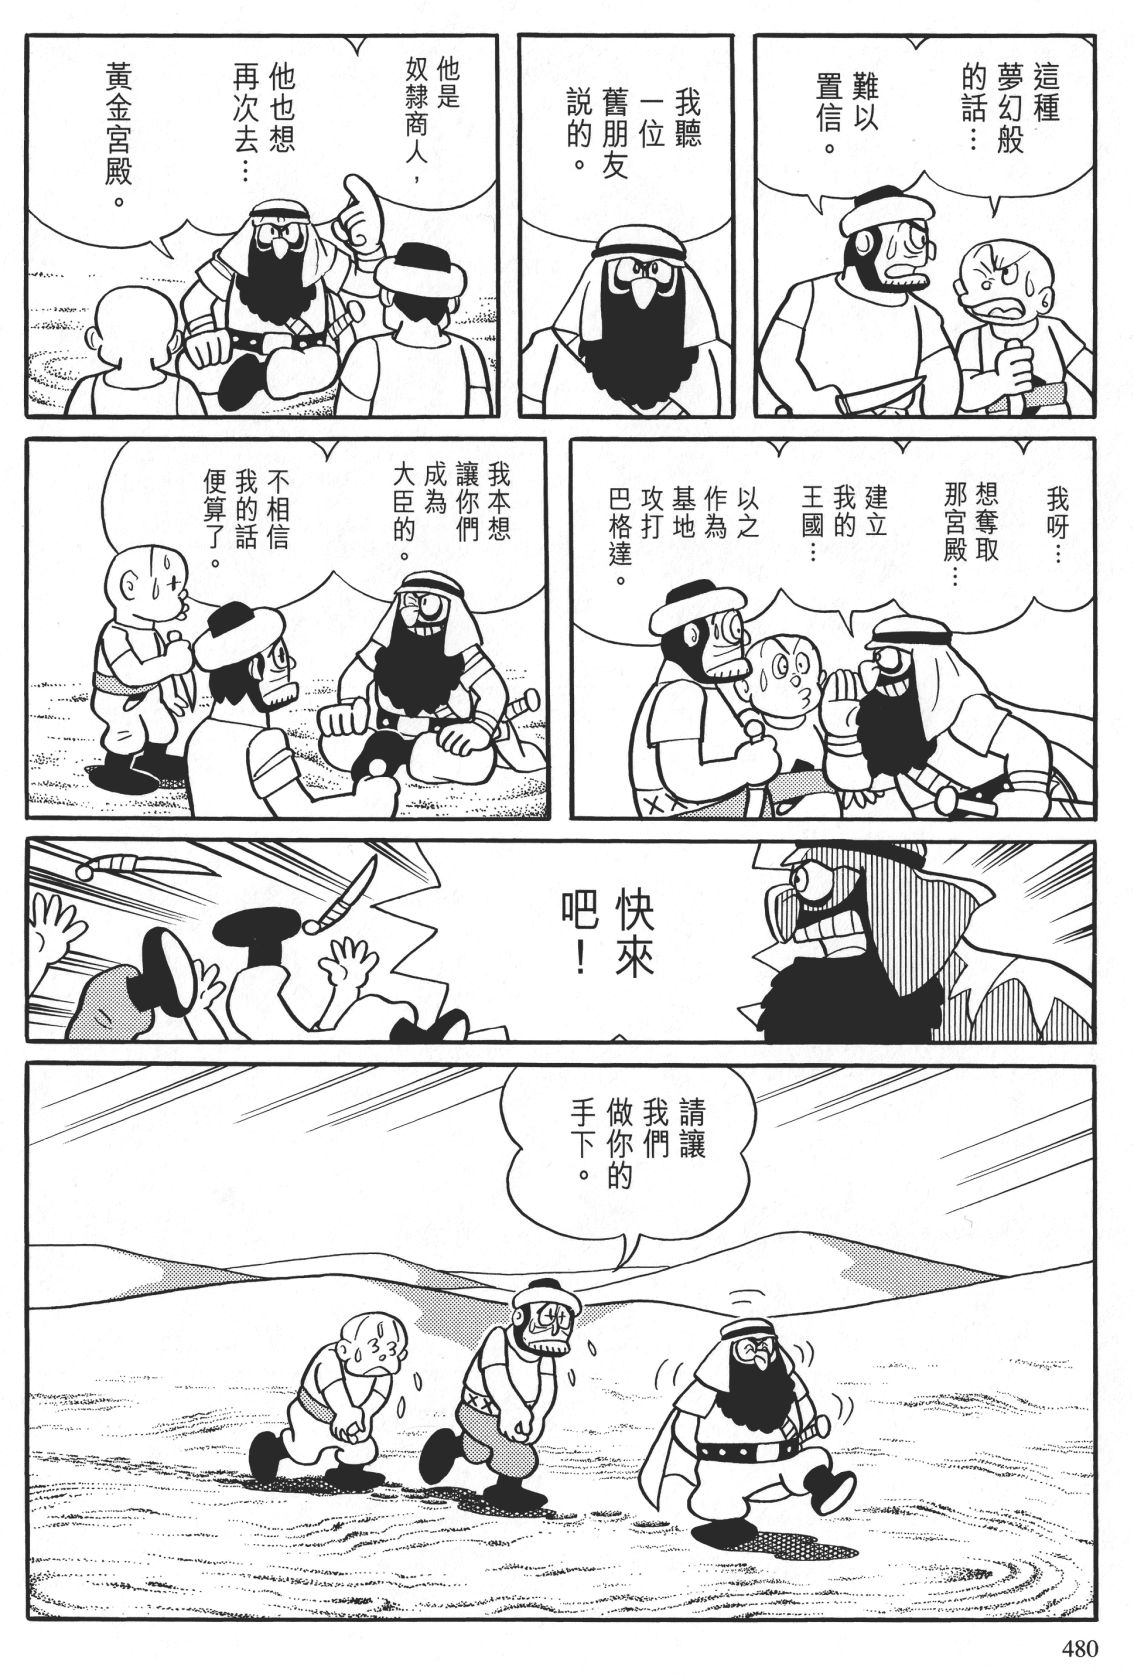 這種
夢幻般
的話…
難以
置信。
我聽
一位
舊朋友
説的。
他是
奴隸商人，
他也想
再次去…
黃金宮殿。
我呀…
想奪取
那宮殿…
建立
我的
王國…
以之
作為
基地
攻打
巴格達。
我本想
讓你們
成為
大臣的。
不相信
我的話
便算了。
快來
吧！
請讓
我們
做你的
手下。
480